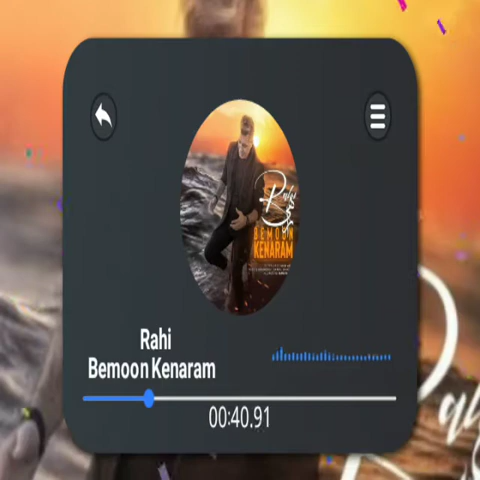 Rahi
BEMOON
KENARAM
Rahi
Bemoon Kenaram
00:40.91